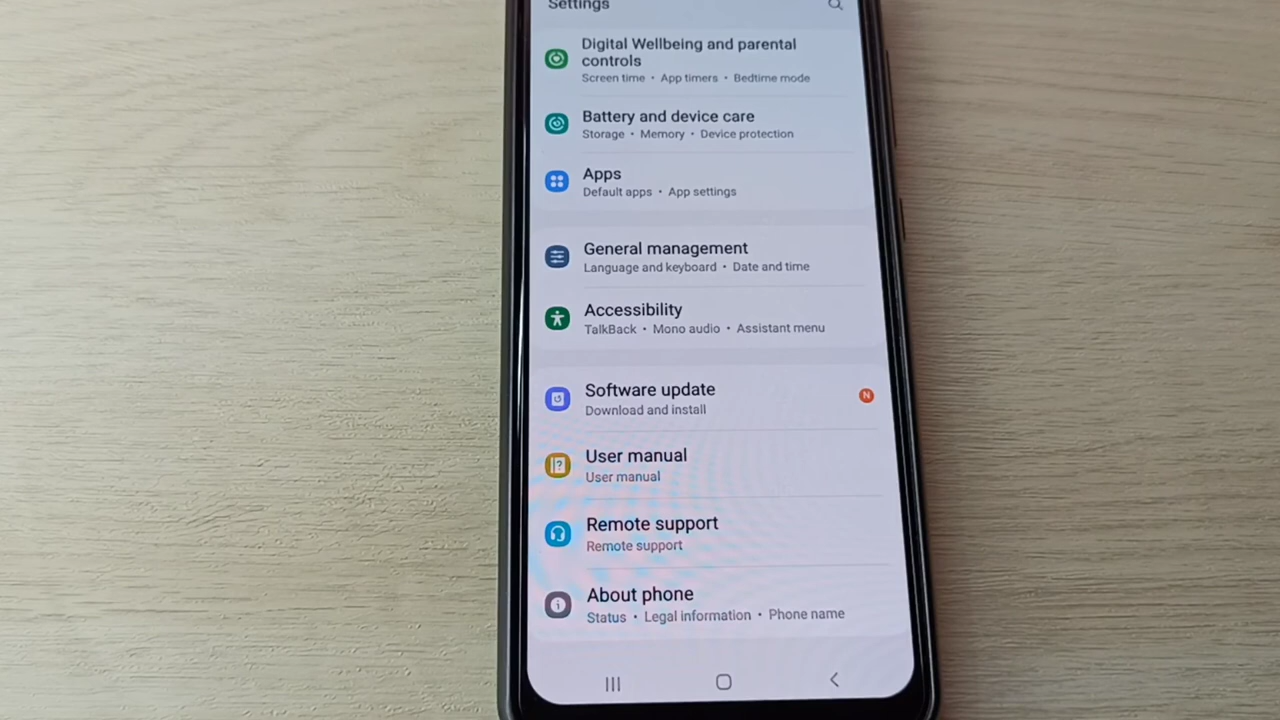 Settings
Digital Wellbeing and parental
controls
Screen time • App timers • Bedtime mode
Battery and device care
Storage • Memory • Device protection
Apps
Default apps • App settings
General management
Language and keyboard • Date and time
Accessibility
TalkBack • Mono audio • Assistant menu
Software update
Download and install
N
User manual
User manual
Remote support
Remote support
About phone
Status • Legal information • Phone name